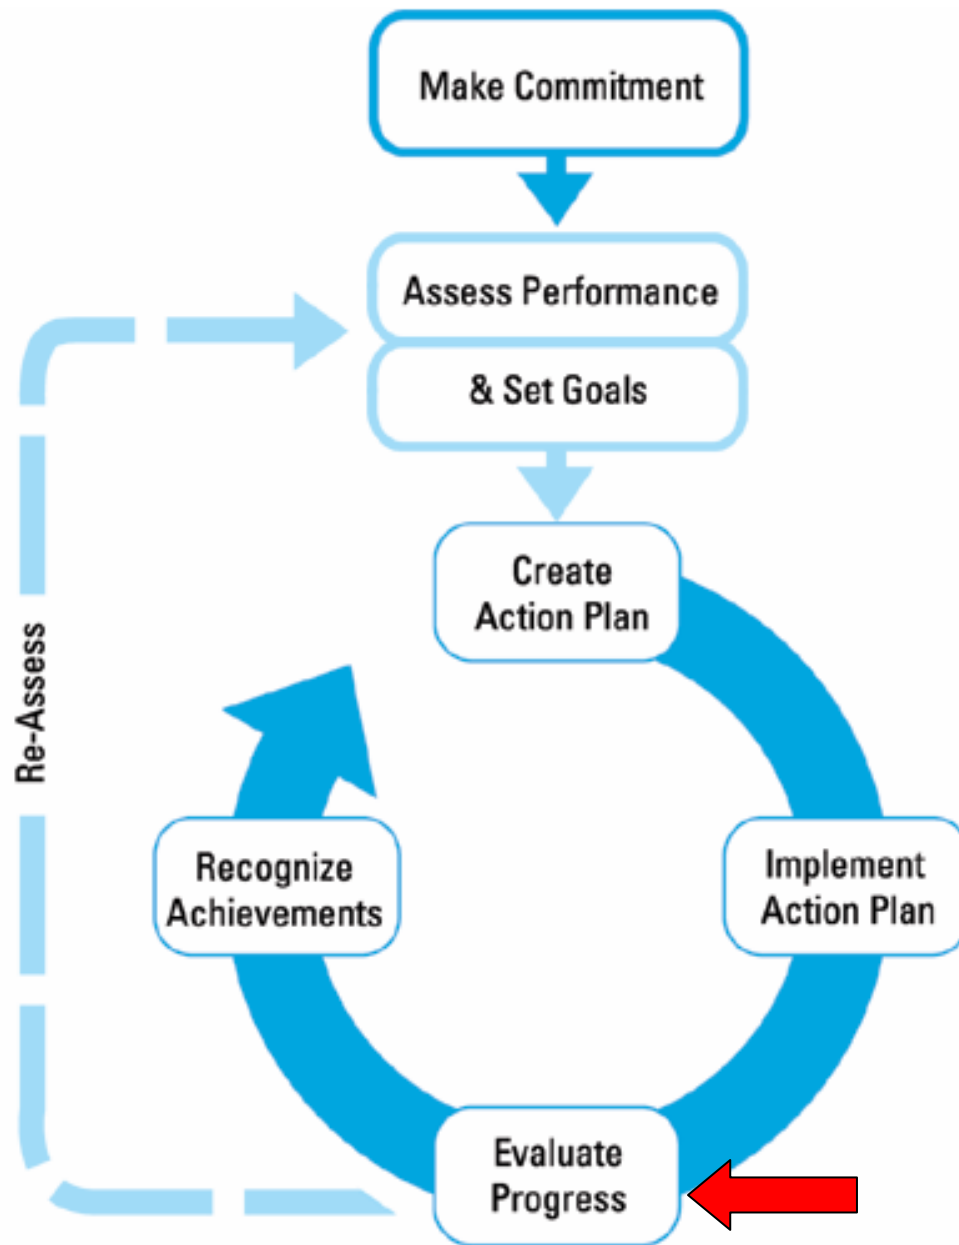 Make Commitment
Assess Performance
& Set Goals
Create
Action Plan
Re-Assess
Recognize
Achievements
Implement
Action Plan
Evaluate
Progress